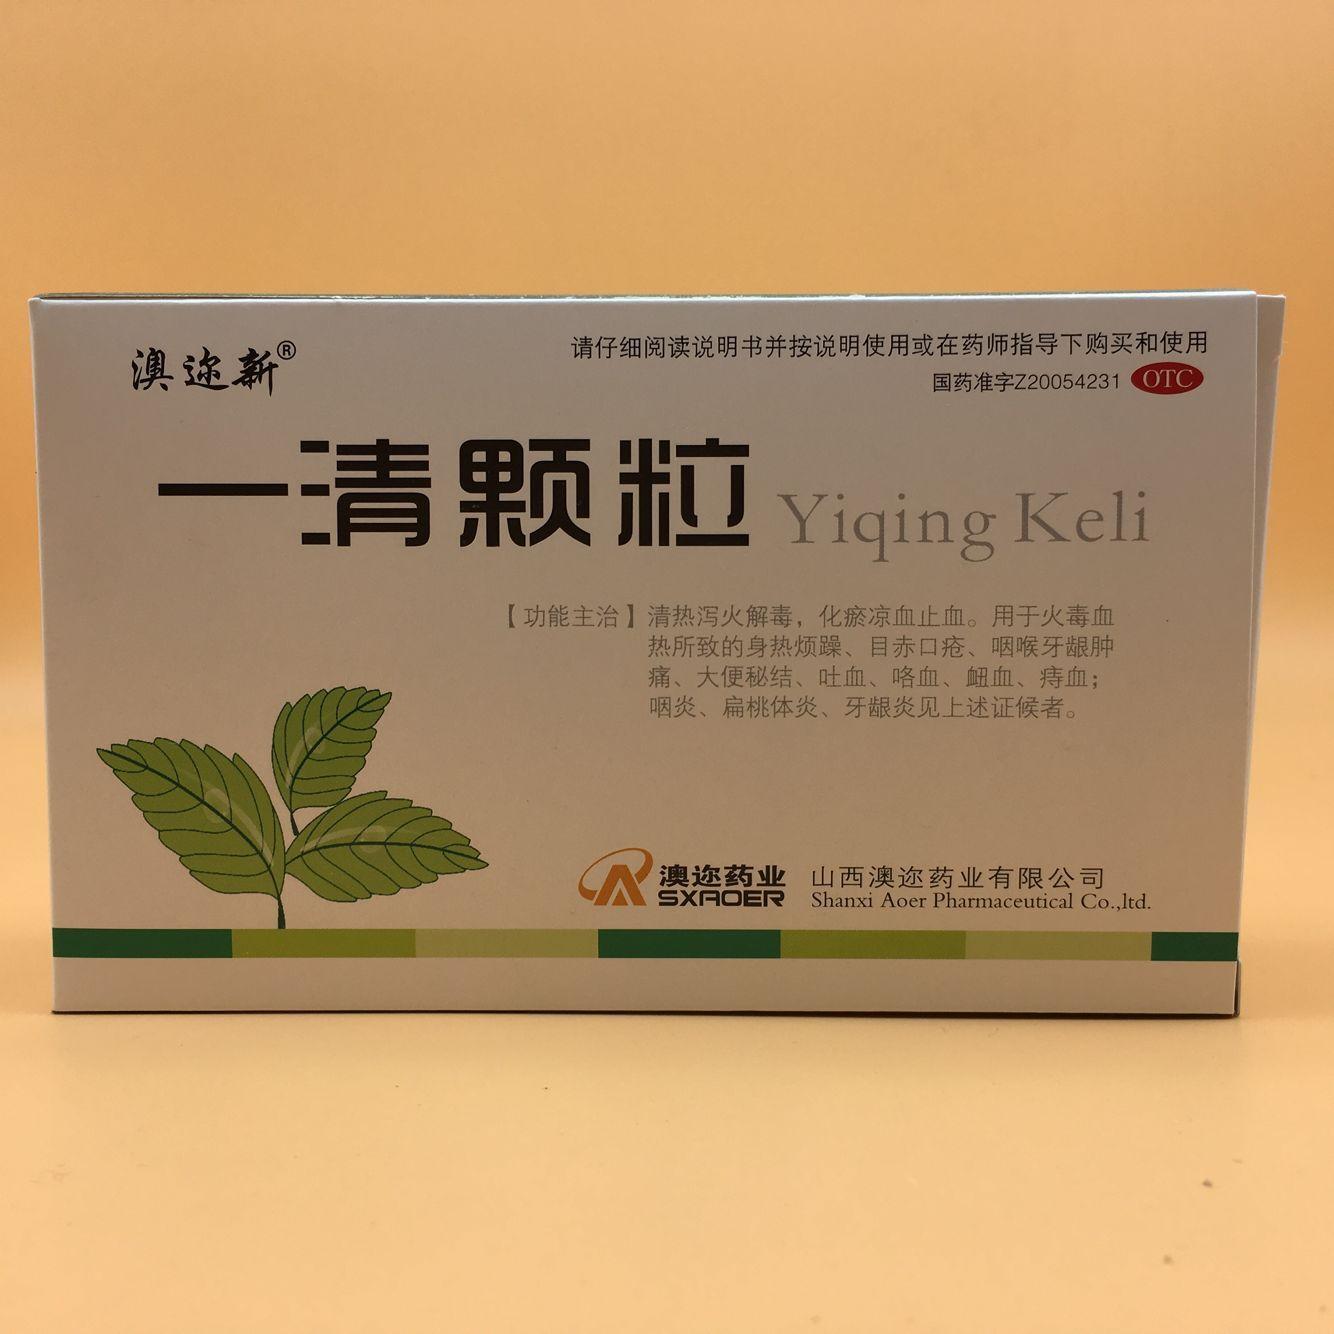 澳迩新®
请仔细阅读说明书并按说明使用或在药师指导下购买和使用
国药准字Z20054231 OTC
一清颗粒 Yiqing Keli
【功能主治】清热泻火解毒，化瘀凉血止血。用于火毒血
热所致的身热烦躁、目赤口疮、咽喉牙龈肿
痛、大便秘结、吐血、咯血、衄血、痔血；
咽炎、扁桃体炎、牙龈炎见上述证候者。
澳迩药业 山西澳迩药业有限公司
SXAOER Shanxi Aoer Pharmaceutical Co.,ltd.